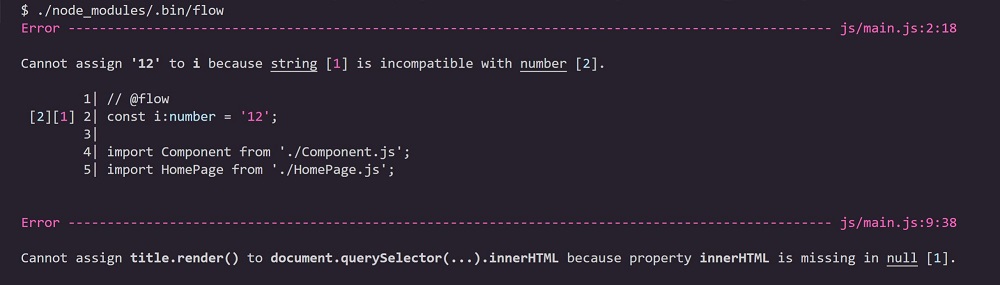 $ ./node_modules/.bin/flow
Error --------------------------------------------------------------------------------------------------- js/main.js:2:18
Cannot assign '12' to i because string [1] is incompatible with number [2].
1| // @flow
[2][1] 2| const i:number = '12';
3|
4| import Component from './Component.js';
5| import HomePage from './HomePage.js';
Error --------------------------------------------------------------------------------------------------- js/main.js:9:38
Cannot assign title.render() to document.querySelector(...).innerHTML because property innerHTML is missing in null [1].